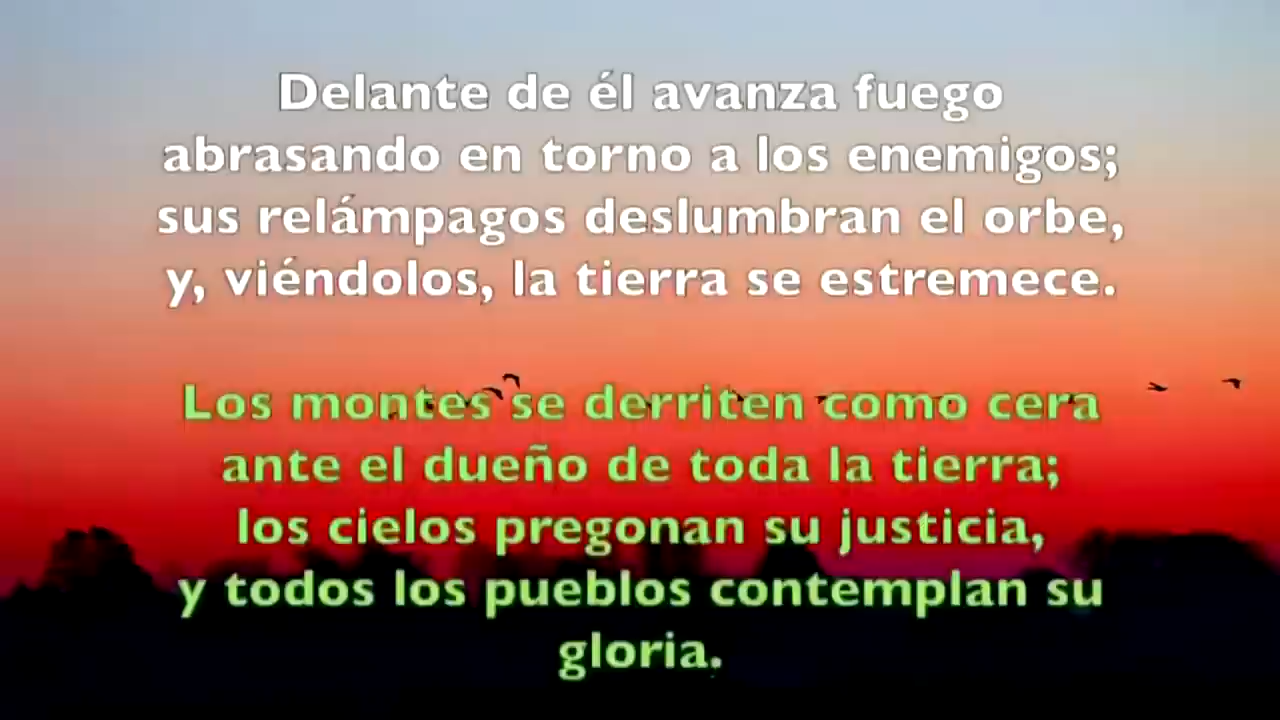 Delante de él avanza fuego
abrasando en torno a los enemigos;
sus relámpagos deslumbran el orbe,
y, viéndolos, la tierra se estremece.
Los montes se derriten como cera
ante el dueño de toda la tierra;
los cielos pregonan su justicia,
y todos los pueblos contemplan su
gloria.